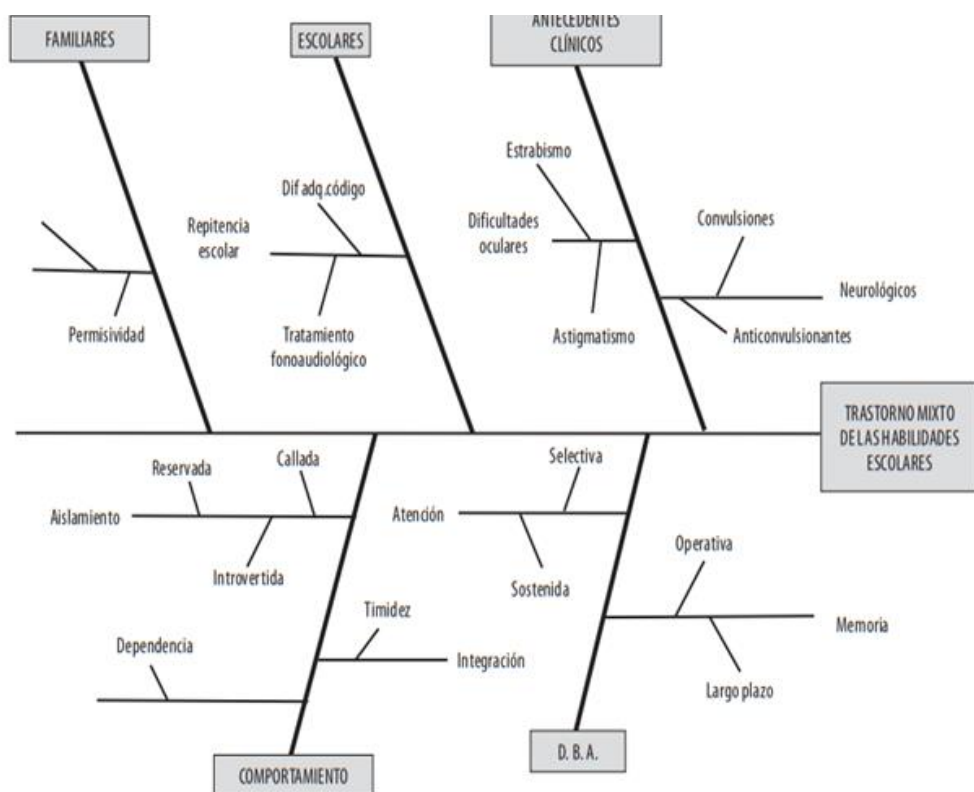 FAMILIARES
ESCOLARES
ANTECEDENTES
CLÍNICOS
Estrabismo
Dif adq.código
Repitencia
escolar
Dificultades
oculares
Convulsiones
Neurológicos
Permisividad
Tratamiento
fonoaudiológico
Astigmatismo
Anticonvulsionantes
TRASTORNO MIXTO
DE LAS HABILIDADES
ESCOLARES
Reservada
Callada
Selectiva
Aislamiento
Atención
Introvertida
Sostenida
Operativa
Timidez
Memoria
Dependencia
Integración
Largo plazo
D. B. A.
COMPORTAMIENTO